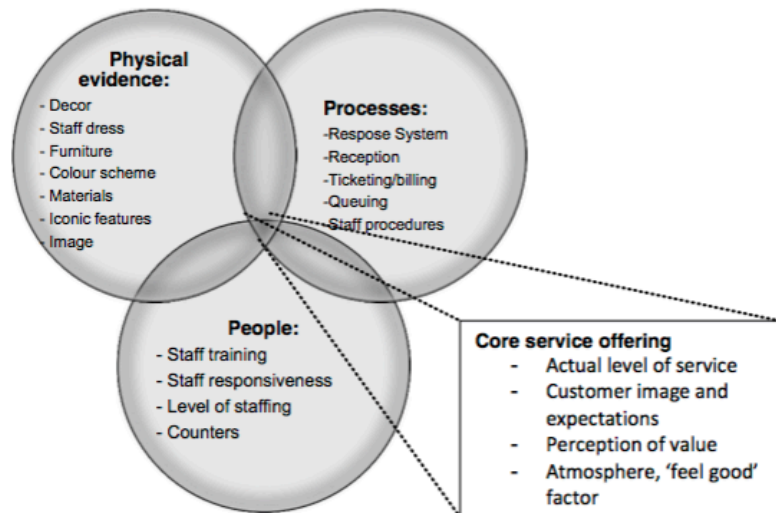 Physical
evidence:
- Decor
- Staff dress
- Furniture
- Colour scheme
- Materials
- Iconic features
- Image
Processes:
-Respose System
-Reception
-Ticketing/billing
-Queuing
-Staff procedures
People:
- Staff training
- Staff responsiveness
- Level of staffing
- Counters
Core service offering
- Actual level of service
- Customer image and
expectations
- Perception of value
- Atmosphere, ‘feel good’
factor